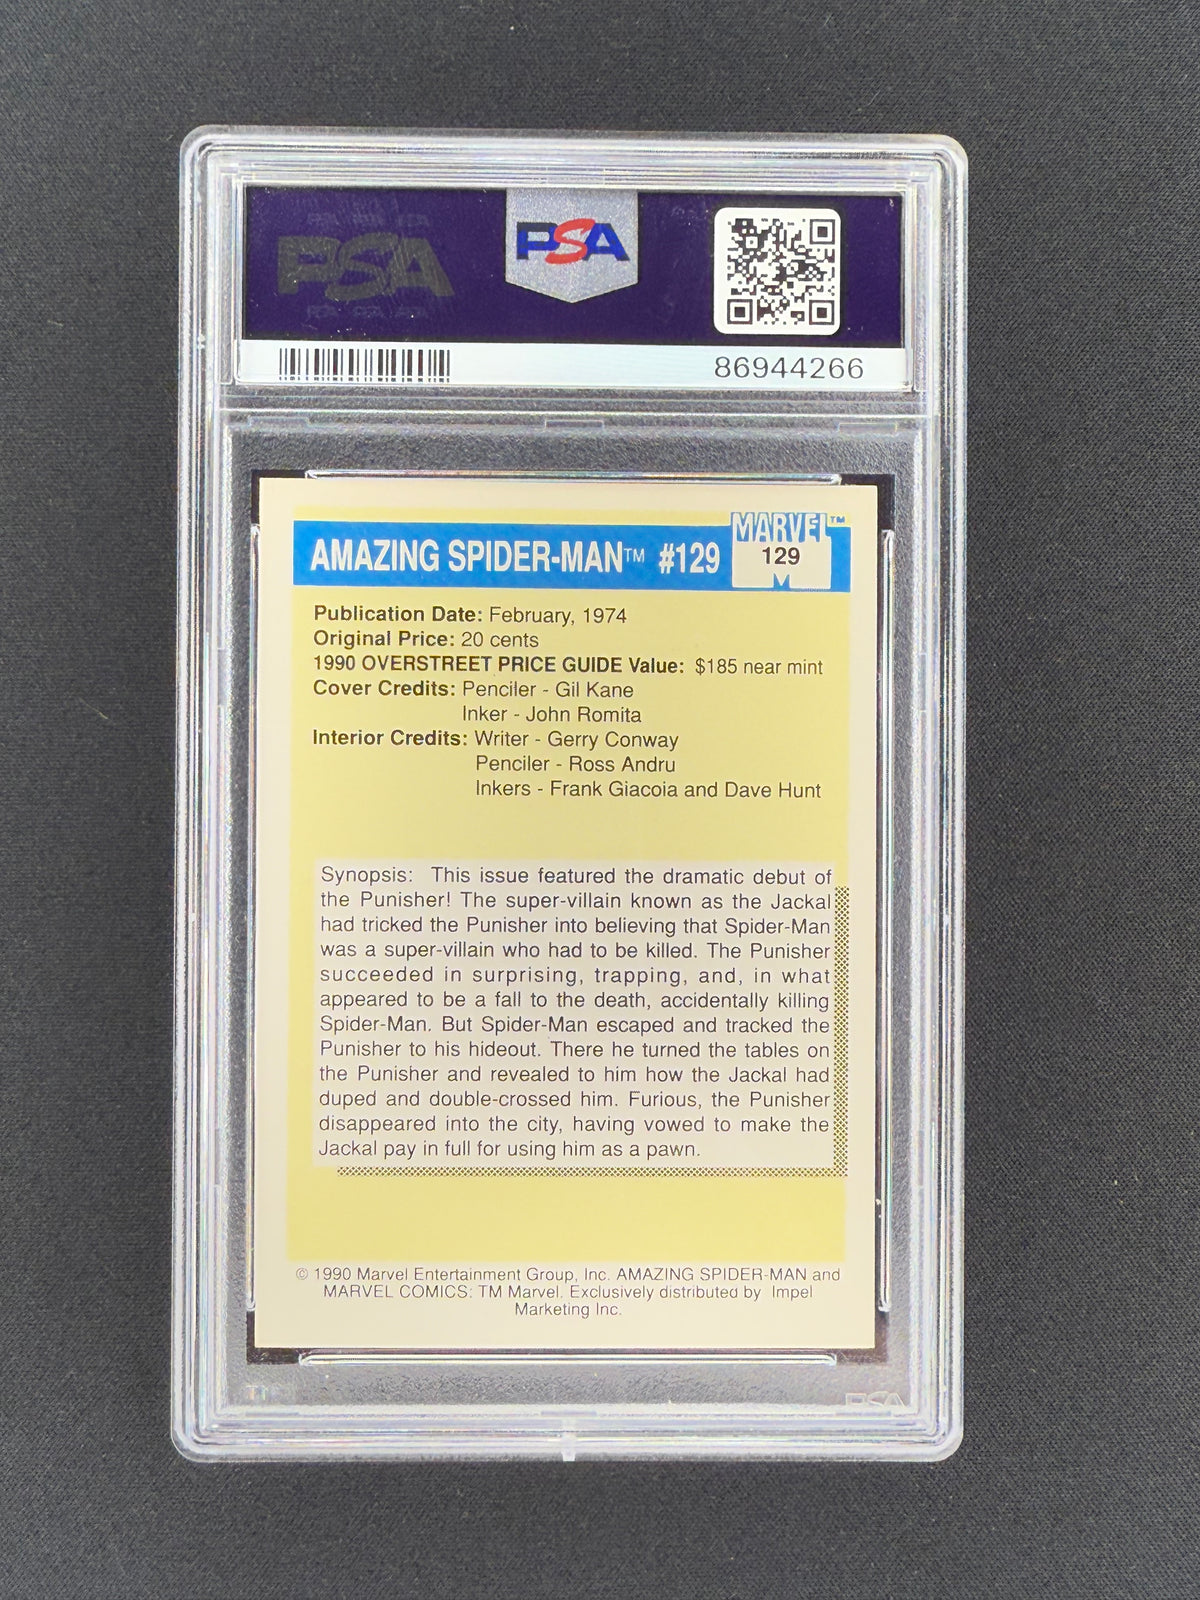 PSA
PSA
86944266
MARVEL™
AMAZING SPIDER-MAN™ #129
129
Publication Date: February, 1974
Original Price: 20 cents
1990 OVERSTREET PRICE GUIDE Value: $185 near mint
Cover Credits: Penciler - Gil Kane
Inker - John Romita
Interior Credits: Writer - Gerry Conway
Penciler - Ross Andru
Inkers - Frank Giacoia and Dave Hunt
Synopsis: This issue featured the dramatic debut of
the Punisher! The super-villain known as the Jackal
had tricked the Punisher into believing that Spider-Man
was a super-villain who had to be killed. The Punisher
succeeded in surprising, trapping, and, in what
appeared to be a fall to the death, accidentally killing
Spider-Man. But Spider-Man escaped and tracked the
Punisher to his hideout. There he turned the tables on
the Punisher and revealed to him how the Jackal had
duped and double-crossed him. Furious, the Punisher
disappeared into the city, having vowed to make the
Jackal pay in full for using him as a pawn.
© 1990 Marvel Entertainment Group, Inc. AMAZING SPIDER-MAN and
MARVEL COMICS: TM Marvel. Exclusively distributed by Impel
Marketing Inc.
PSA